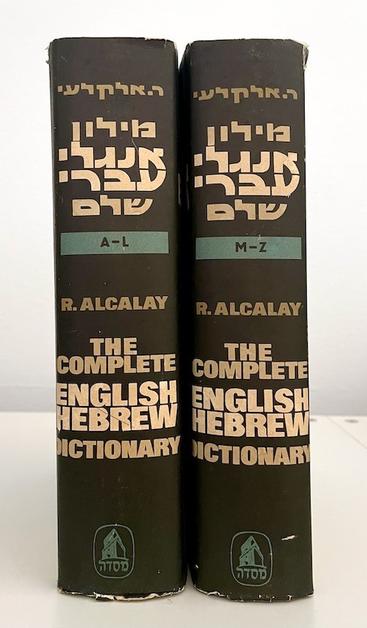 ר. אלקלעי
מילון
אנגלי
עברי
שלם
A-L
R. ALCALAY
THE
COMPLETE
ENGLISH
HEBREW
DICTIONARY
מסדה
ר. אלקלעי
מילון
אנגלי
עברי
שלם
M-Z
R. ALCALAY
THE
COMPLETE
ENGLISH
HEBREW
DICTIONARY
מסדה